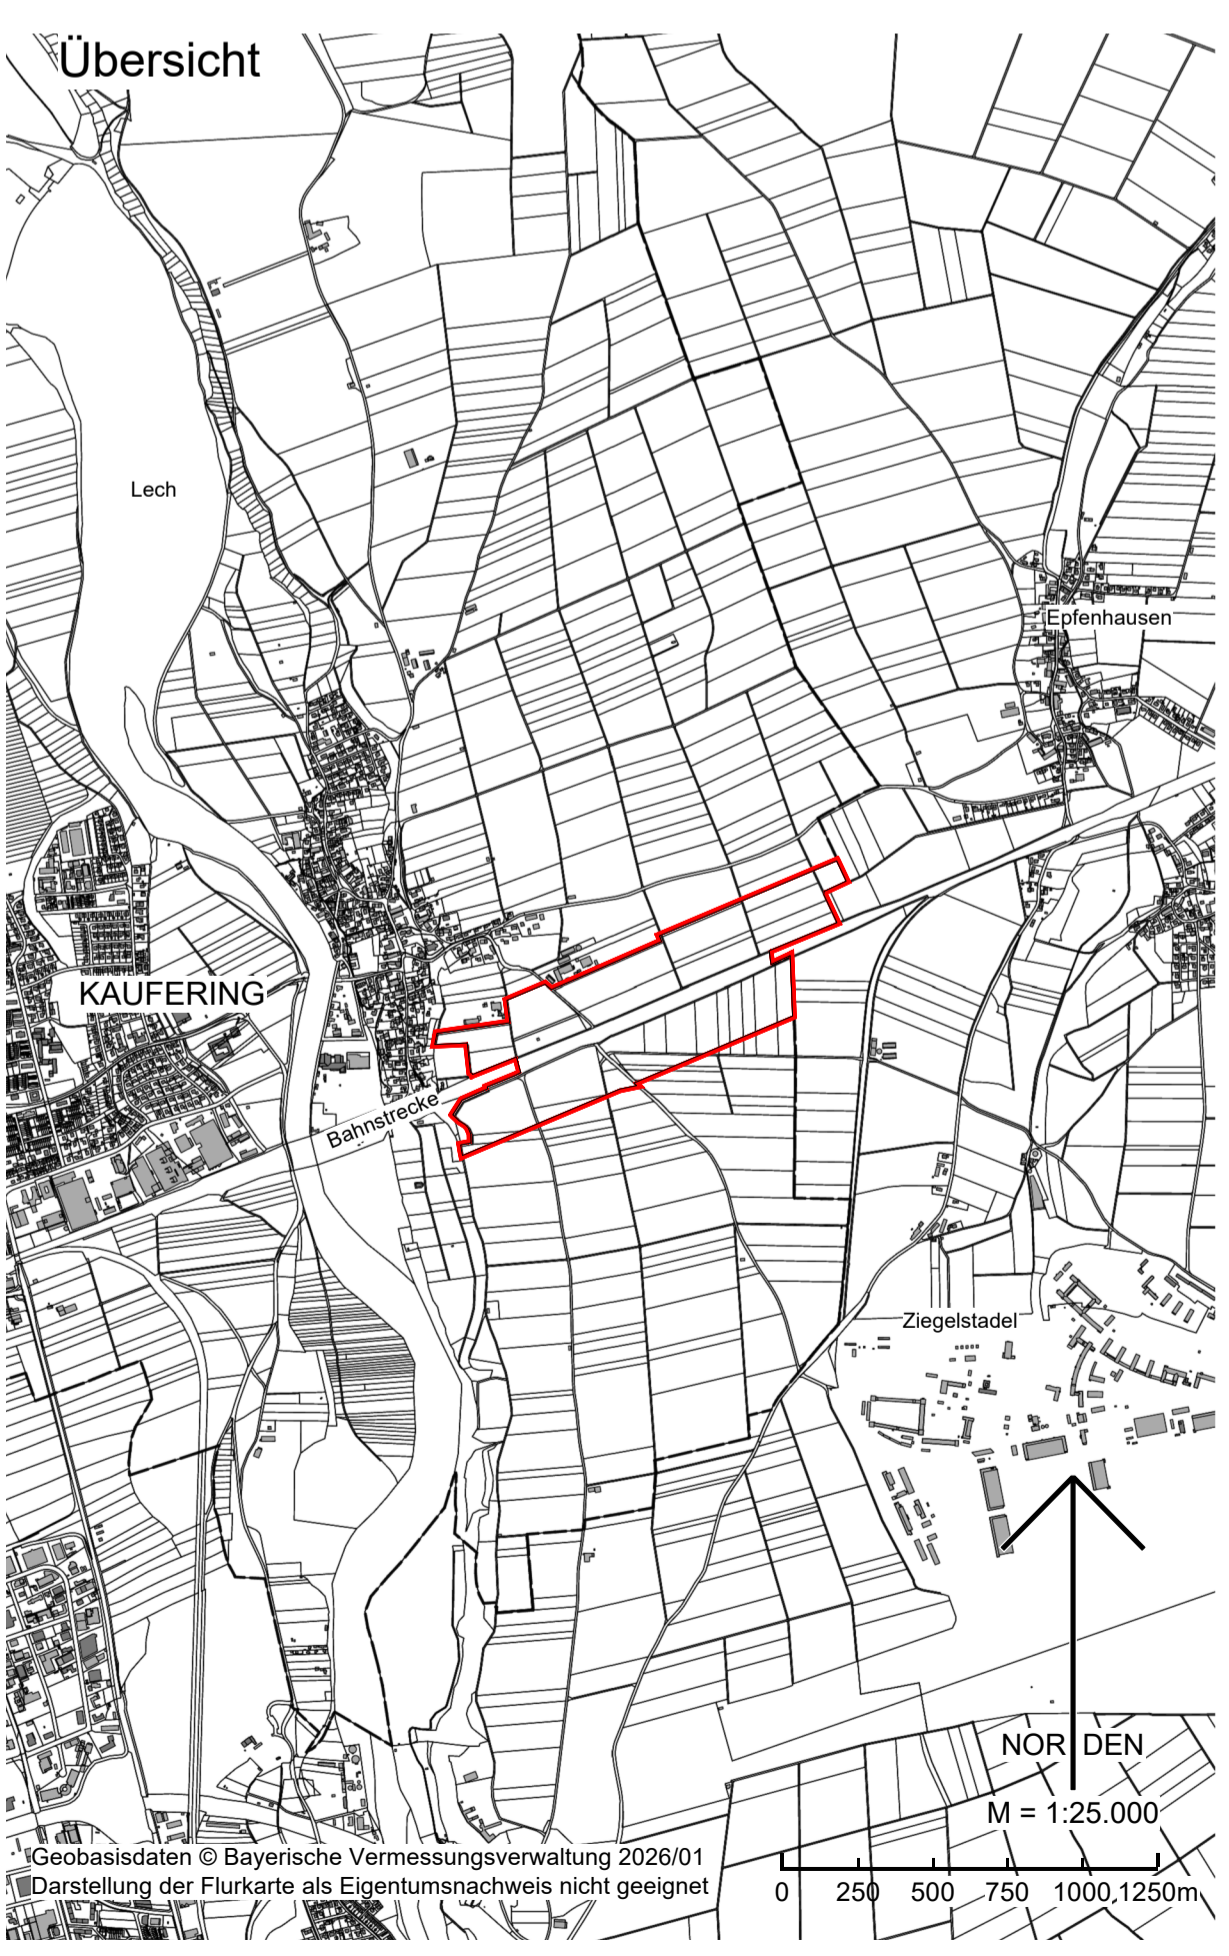 Übersicht
Lech
Epfenhausen
KAUFERING
Bahnstrecke
Ziegelstadel
NORDEN
M = 1:25.000
Geobasisdaten © Bayerische Vermessungsverwaltung 2026/01
Darstellung der Flurkarte als Eigentumsnachweis nicht geeignet
0 250 500 750 1000 1250m